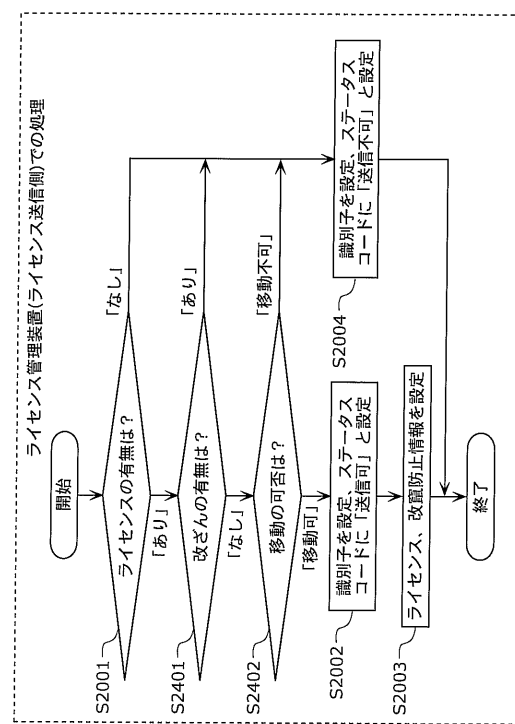 ライセンス管理装置(ライセンス送信側)での処理
開始
S2001
ライセンスの有無は?
「なし」
「あり」
S2401
改ざんの有無は?
「あり」
「なし」
S2402
移動の可否は?
「移動不可」
「移動可」
S2002
識別子を設定、ステータス
コードに「送信可」と設定
S2004
識別子を設定、ステータス
コードに「送信不可」と設定
S2003
ライセンス、改竄防止情報を設定
終了